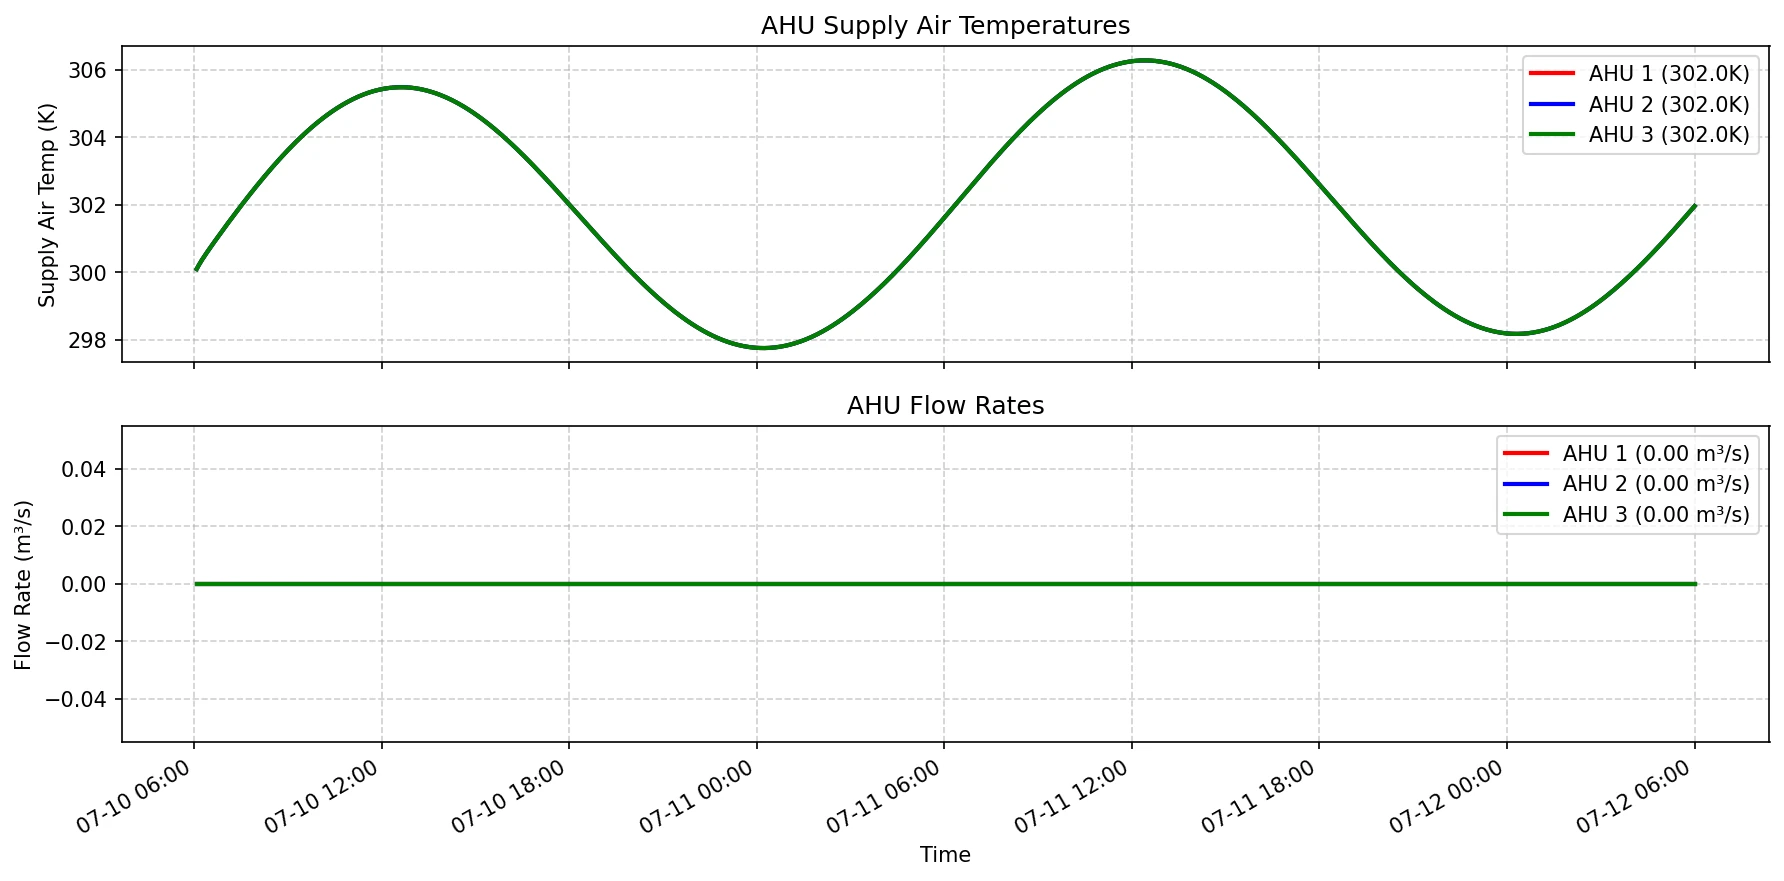 AHU Supply Air Temperatures
Supply Air Temp (K)
306
304
302
300
298
AHU 1 (302.0K)
AHU 2 (302.0K)
AHU 3 (302.0K)
AHU Flow Rates
Flow Rate (m³/s)
0.04
0.02
0.00
−0.02
−0.04
AHU 1 (0.00 m³/s)
AHU 2 (0.00 m³/s)
AHU 3 (0.00 m³/s)
07-10 06:00
07-10 12:00
07-10 18:00
07-11 00:00
07-11 06:00
07-11 12:00
07-11 18:00
07-12 00:00
07-12 06:00
Time